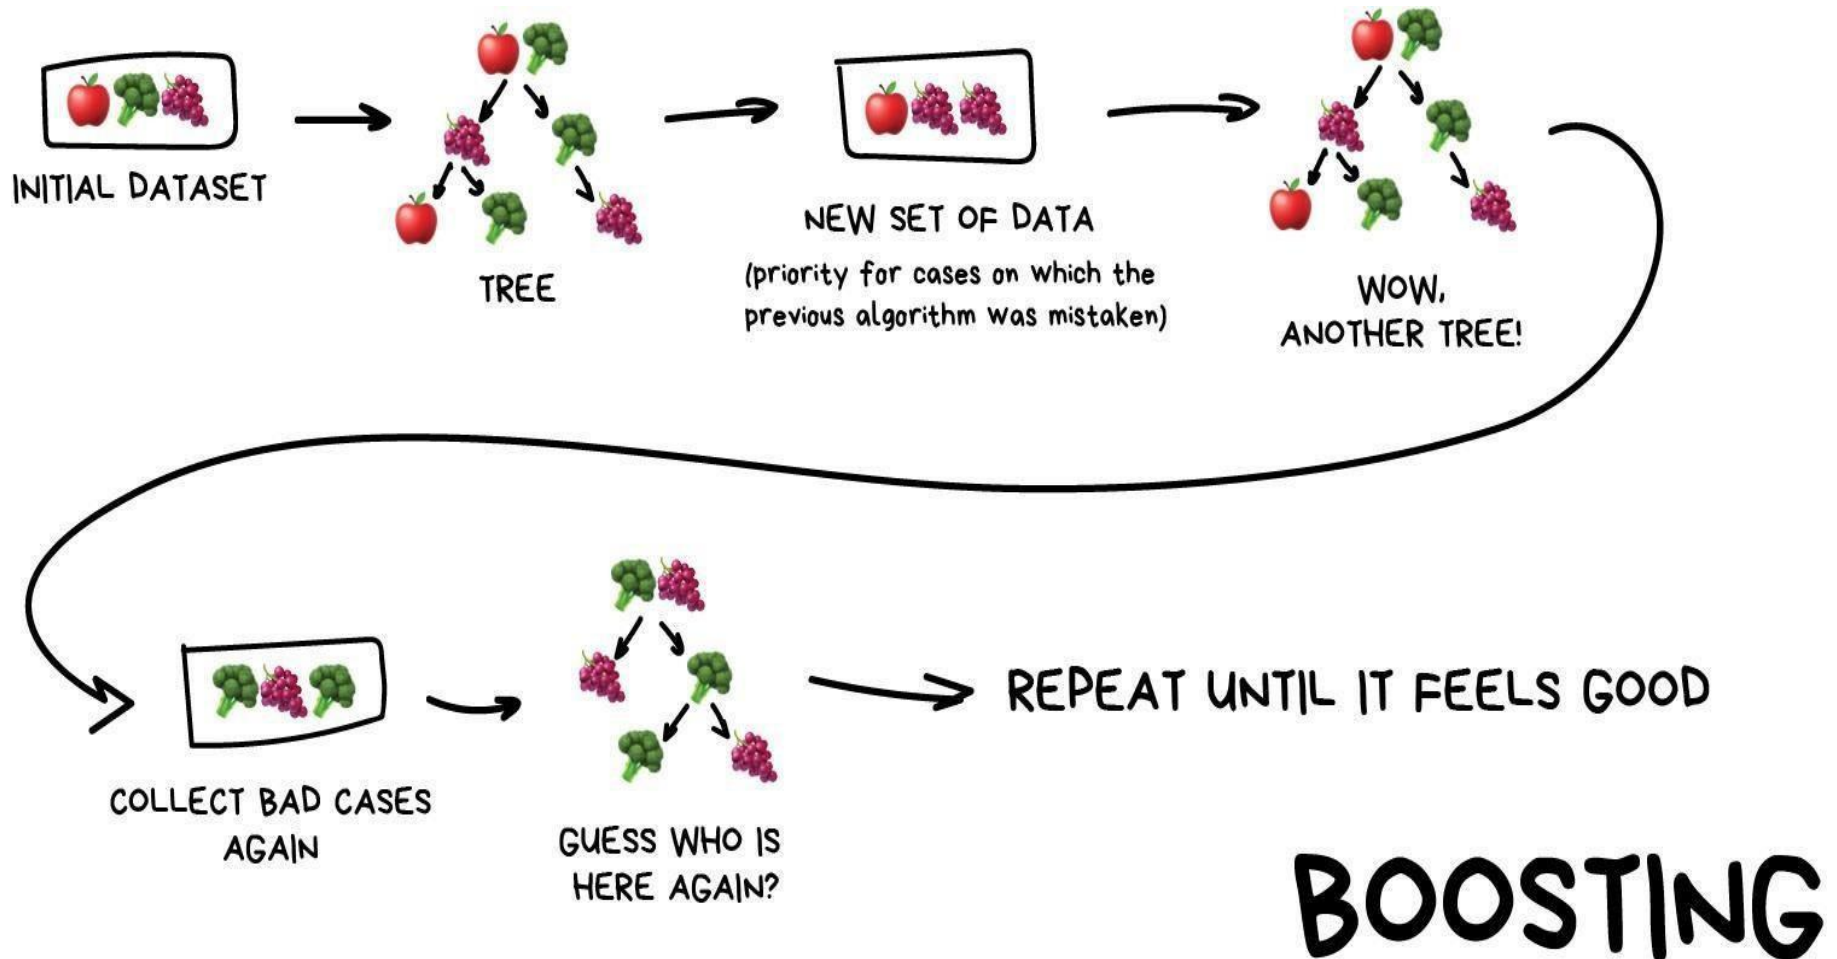 INITIAL DATASET
TREE
NEW SET OF DATA
(priority for cases on which the
previous algorithm was mistaken)
WOW,
ANOTHER TREE!
COLLECT BAD CASES
AGAIN
GUESS WHO IS
HERE AGAIN?
REPEAT UNTIL IT FEELS GOOD
BOOSTING